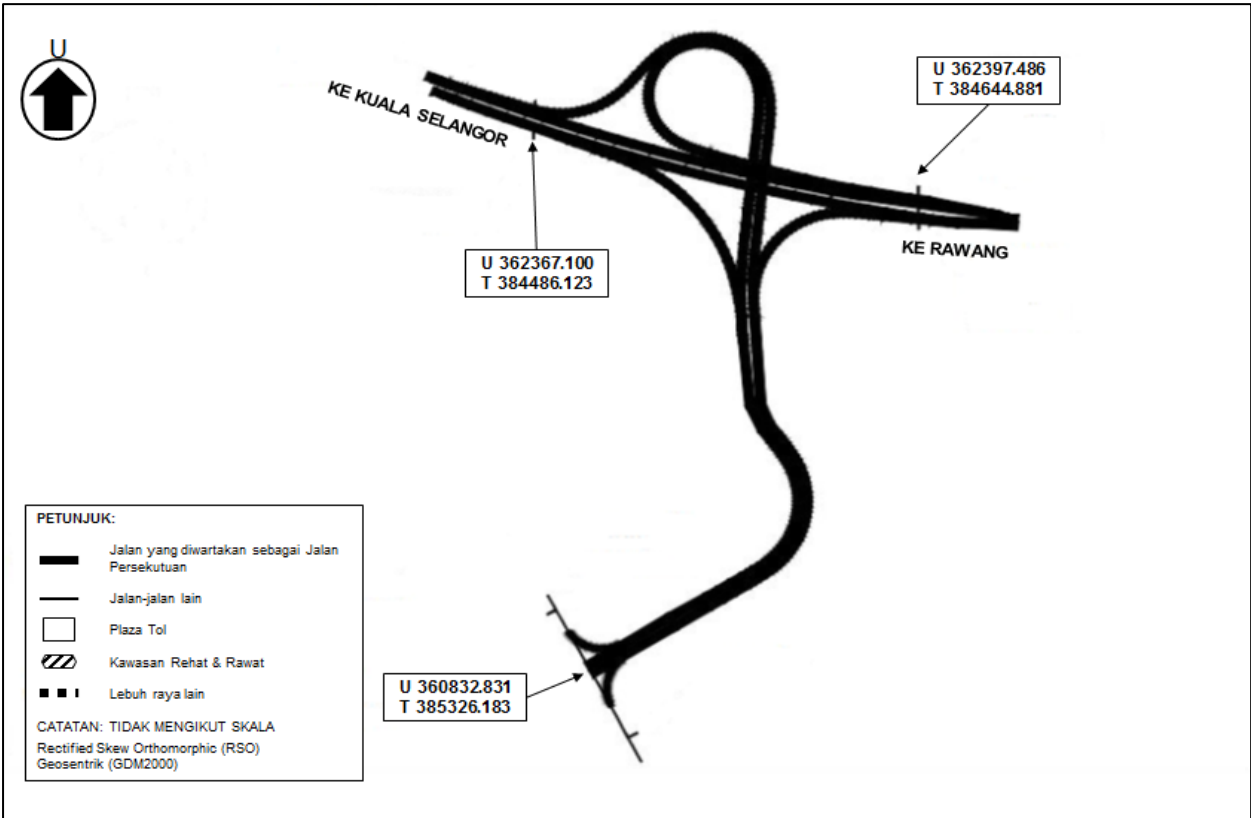 U
KE KUALA SELANGOR
U 362397.486
T 384644.881
U 362367.100
T 384486.123
KE RAWANG
PETUNJUK:
Jalan yang diwartakan sebagai Jalan
Persekutuan
Jalan-jalan lain
Plaza Tol
Kawasan Rehat & Rawat
Lebuh raya lain
CATATAN: TIDAK MENGIKUT SKALA
Rectified Skew Orthomorphic (RSO)
Geosentrik (GDM2000)
U 360832.831
T 385326.183